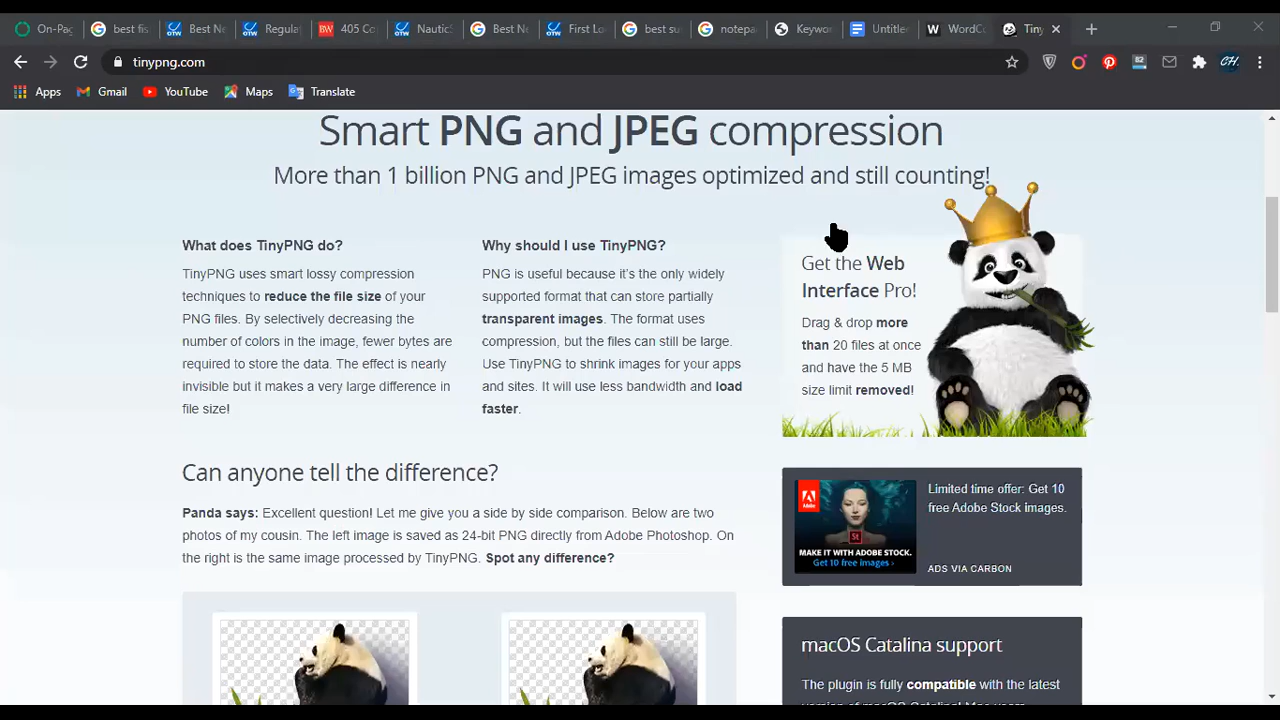 On-Pag
best fis
Best Ne
Regulat
405 Co
Nautic
Best Ne
First Lo
best su
notepa
Keywor
Untitle
WordCo
Tiny
tinypng.com
Apps
Gmail
YouTube
Maps
Translate
Smart PNG and JPEG compression
More than 1 billion PNG and JPEG images optimized and still counting!
What does TinyPNG do?
TinyPNG uses smart lossy compression
techniques to reduce the file size of your
PNG files. By selectively decreasing the
number of colors in the image, fewer bytes are
required to store the data. The effect is nearly
invisible but it makes a very large difference in
file size!
Why should I use TinyPNG?
PNG is useful because it's the only widely
supported format that can store partially
transparent images. The format uses
compression, but the files can still be large.
Use TinyPNG to shrink images for your apps
and sites. It will use less bandwidth and load
faster.
Get the Web
Interface Pro!
Drag & drop more
than 20 files at once
and have the 5 MB
size limit removed!
Can anyone tell the difference?
Panda says: Excellent question! Let me give you a side by side comparison. Below are two
photos of my cousin. The left image is saved as 24-bit PNG directly from Adobe Photoshop. On
the right is the same image processed by TinyPNG. Spot any difference?
Adobe
St
MAKE IT WITH ADOBE STOCK.
Get 10 free images ›
Limited time offer: Get 10
free Adobe Stock images.
ADS VIA CARBON
macOS Catalina support
The plugin is fully compatible with the latest
version of macOS Catalina! Mac users